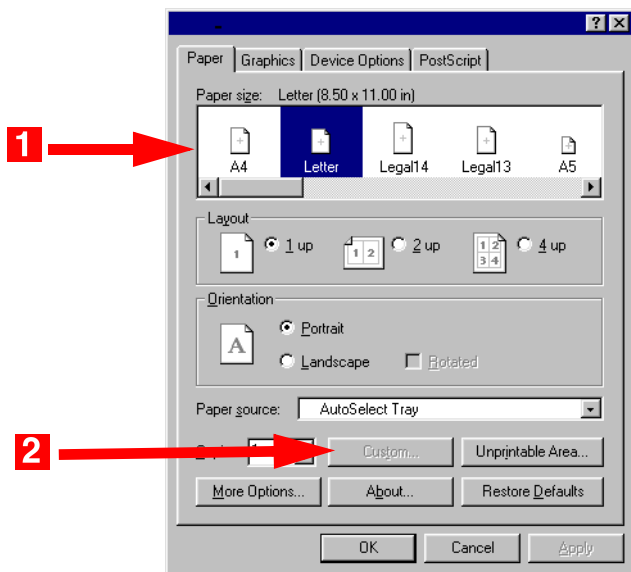 ? X
Paper Graphics Device Options PostScript
Paper size: Letter (8.50 x 11.00 in)
1
A4 Letter Legal14 Legal13 A5
Layout
1 1 up 1 2 2 up 1 2 3 4 4 up
Orientation
A Portrait
Landscape Rotated
Paper source: AutoSelect Tray
2
Custom... Unprintable Area...
More Options... About... Restore Defaults
OK Cancel Apply